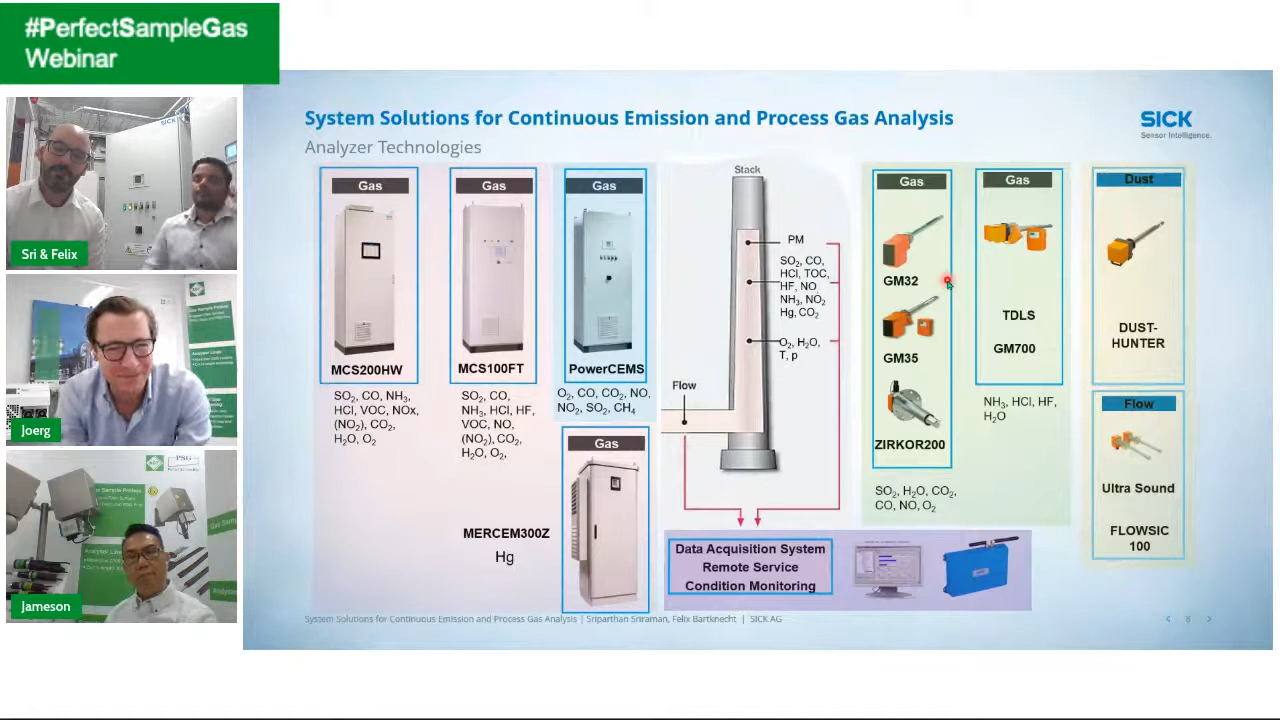 #PerfectSampleGas
Webinar
System Solutions for Continuous Emission and Process Gas Analysis
Analyzer Technologies
SICK
Sensor Intelligence.
Gas
MCS200HW
SO₂, CO, NH₃,
HCl, VOC, NOx,
(NO₂), CO₂,
H₂O, O₂
Gas
MCS100FT
SO₂, CO,
NH₃, HCl, HF,
VOC, NO,
(NO₂), CO₂,
H₂O, O₂,
Gas
PowerCEMS
O₂, CO, CO₂, NO,
NO₂, SO₂, CH₄
Gas
MERCEM300Z
Hg
Stack
PM
SO₂, CO,
HCl, TOC,
HF, NO,
NH₃, NO₂
Hg, CO₂
O₂, H₂O,
T, p
Flow
Data Acquisition System
Remote Service
Condition Monitoring
Gas
GM32
GM35
ZIRKOR200
SO₂, H₂O, CO₂,
CO, NO, O₂
Gas
TDLS
GM700
NH₃, HCl, HF,
H₂O
Dust
DUST-
HUNTER
Flow
Ultra Sound
FLOWSIC
100
System Solutions for Continuous Emission and Process Gas Analysis | Sriparthan Sriraman, Felix Bartknecht | SICK AG
8
SICK
Sri & Felix
Joerg
PSG
Jameson